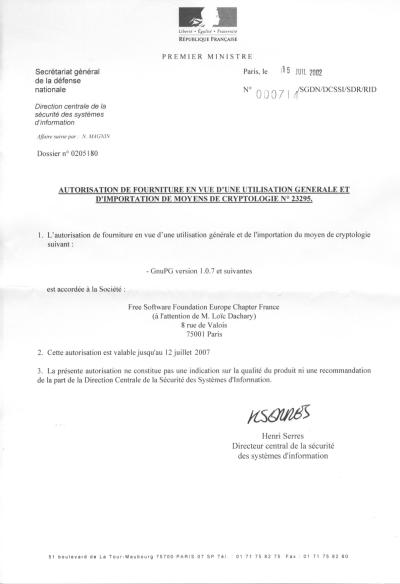 Liberté • Égalité • Fraternité
RÉPUBLIQUE FRANÇAISE
PREMIER MINISTRE
Secrétariat général
de la défense
nationale
Paris, le 15 JUIL 2002
N° 000714 /SGDN/DCSSI/SDR/RID
Direction centrale de la
sécurité des systèmes
d'information
Affaire suivie par : N. MAGNIN
Dossier n° 0205180
AUTORISATION DE FOURNITURE EN VUE D'UNE UTILISATION GENERALE ET
D'IMPORTATION DE MOYENS DE CRYPTOLOGIE N° 23295.
1. L'autorisation de fourniture en vue d'une utilisation générale et de l'importation du moyen de cryptologie
suivant :
- GnuPG version 1.0.7 et suivantes
est accordée à la Société :
Free Software Foundation Europe Chapter France
(à l'attention de M. Loïc Dachary)
8 rue de Valois
75001 Paris
2. Cette autorisation est valable jusqu'au 12 juillet 2007
3. La présente autorisation ne constitue pas une indication sur la qualité du produit ni une recommandation
de la part de la Direction Centrale de la Sécurité des Systèmes d'Information.
Henri Serres
Directeur central de la sécurité
des systèmes d'information
51 boulevard de La Tour-Maubourg 75700 PARIS 07 SP Tél. : 01 71 75 82 75 Fax : 01 71 75 82 60